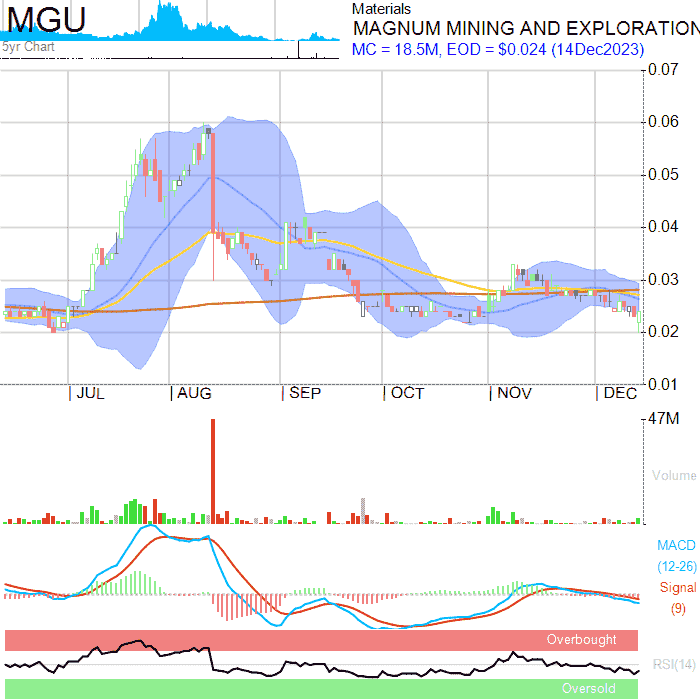 MGU
5yr Chart
Materials
MAGNUM MINING AND EXPLORATION
MC = 18.5M, EOD = $0.024 (14Dec2023)
0.07
0.06
0.05
0.04
0.03
0.02
0.01
JUL AUG SEP OCT NOV DEC
47M
Volume
MACD
(12-26)
Signal
(9)
Overbought
RSI(14)
Oversold